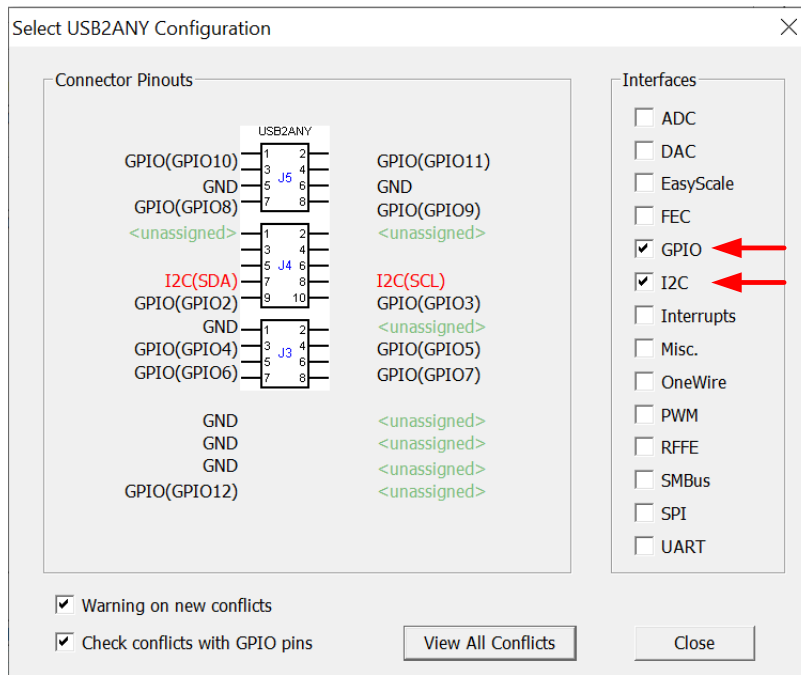 Select USB2ANY Configuration
Connector Pinouts
USB2ANY
GPIO(GPIO10) 1 2 GPIO(GPIO11)
3 4
GND 5 J5 6 GND
GPIO(GPIO8) 7 8 GPIO(GPIO9)
<unassigned> 1 2 <unassigned>
3 4
5 J4 6
I2C(SDA) 7 8 I2C(SCL)
GPIO(GPIO2) 9 10 GPIO(GPIO3)
GND 1 2 <unassigned>
GPIO(GPIO4) 3 J3 4 GPIO(GPIO5)
5 6
GPIO(GPIO6) 7 8 GPIO(GPIO7)
GND <unassigned>
GND <unassigned>
GND <unassigned>
GPIO(GPIO12) <unassigned>
Interfaces
ADC
DAC
EasyScale
FEC
GPIO
I2C
Interrupts
Misc.
OneWire
PWM
RFFE
SMBus
SPI
UART
Warning on new conflicts
Check conflicts with GPIO pins
View All Conflicts
Close